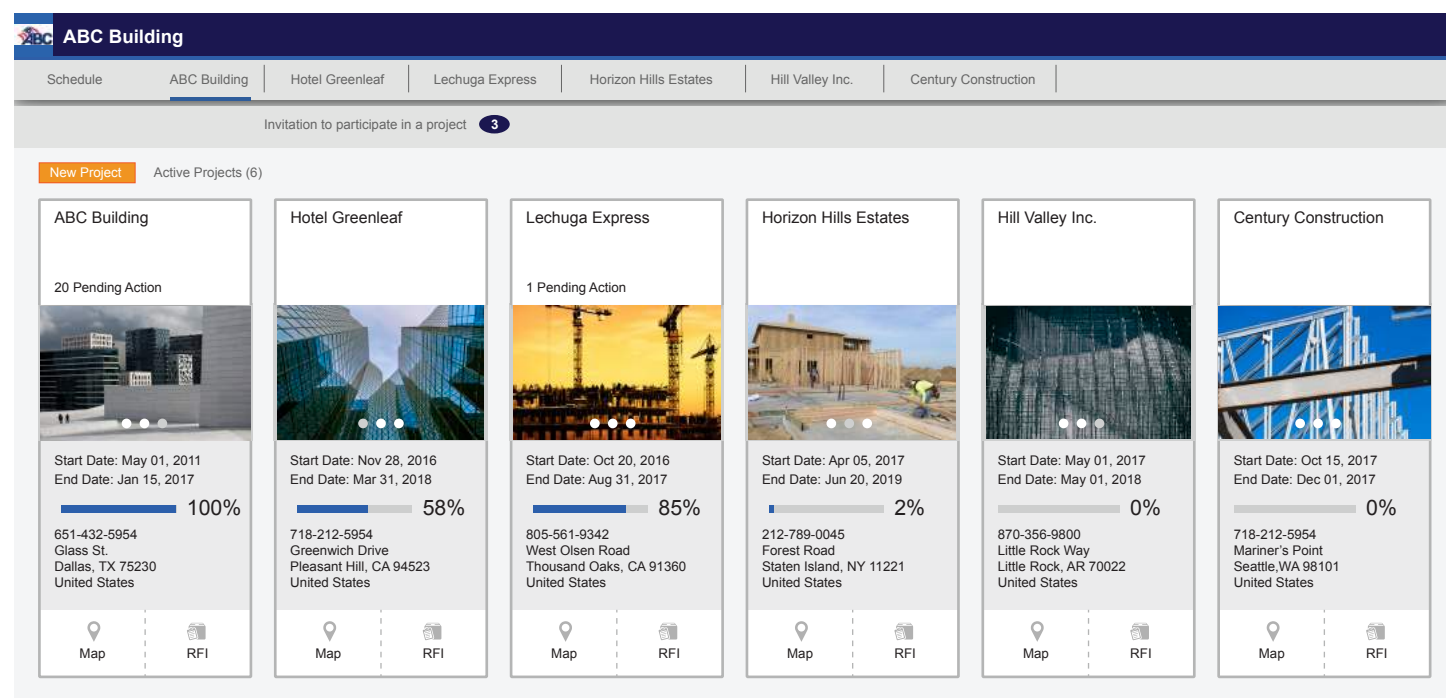 ABC
ABC Building
Schedule
ABC Building
Hotel Greenleaf
Lechuga Express
Horizon Hills Estates
Hill Valley Inc.
Century Construction
Invitation to participate in a project 3
New Project
Active Projects (6)
ABC Building
20 Pending Action
Start Date: May 01, 2011
End Date: Jan 15, 2017
100%
651-432-5954
Glass St.
Dallas, TX 75230
United States
Map
RFI
Hotel Greenleaf
Start Date: Nov 28, 2016
End Date: Mar 31, 2018
58%
718-212-5954
Greenwich Drive
Pleasant Hill, CA 94523
United States
Map
RFI
Lechuga Express
1 Pending Action
Start Date: Oct 20, 2016
End Date: Aug 31, 2017
85%
805-561-9342
West Olsen Road
Thousand Oaks, CA 91360
United States
Map
RFI
Horizon Hills Estates
Start Date: Apr 05, 2017
End Date: Jun 20, 2019
2%
212-789-0045
Forest Road
Staten Island, NY 11221
United States
Map
RFI
Hill Valley Inc.
Start Date: May 01, 2017
End Date: May 01, 2018
0%
870-356-9800
Little Rock Way
Little Rock, AR 70022
United States
Map
RFI
Century Construction
Start Date: Oct 15, 2017
End Date: Dec 01, 2017
0%
718-212-5954
Mariner’s Point
Seattle,WA 98101
United States
Map
RFI